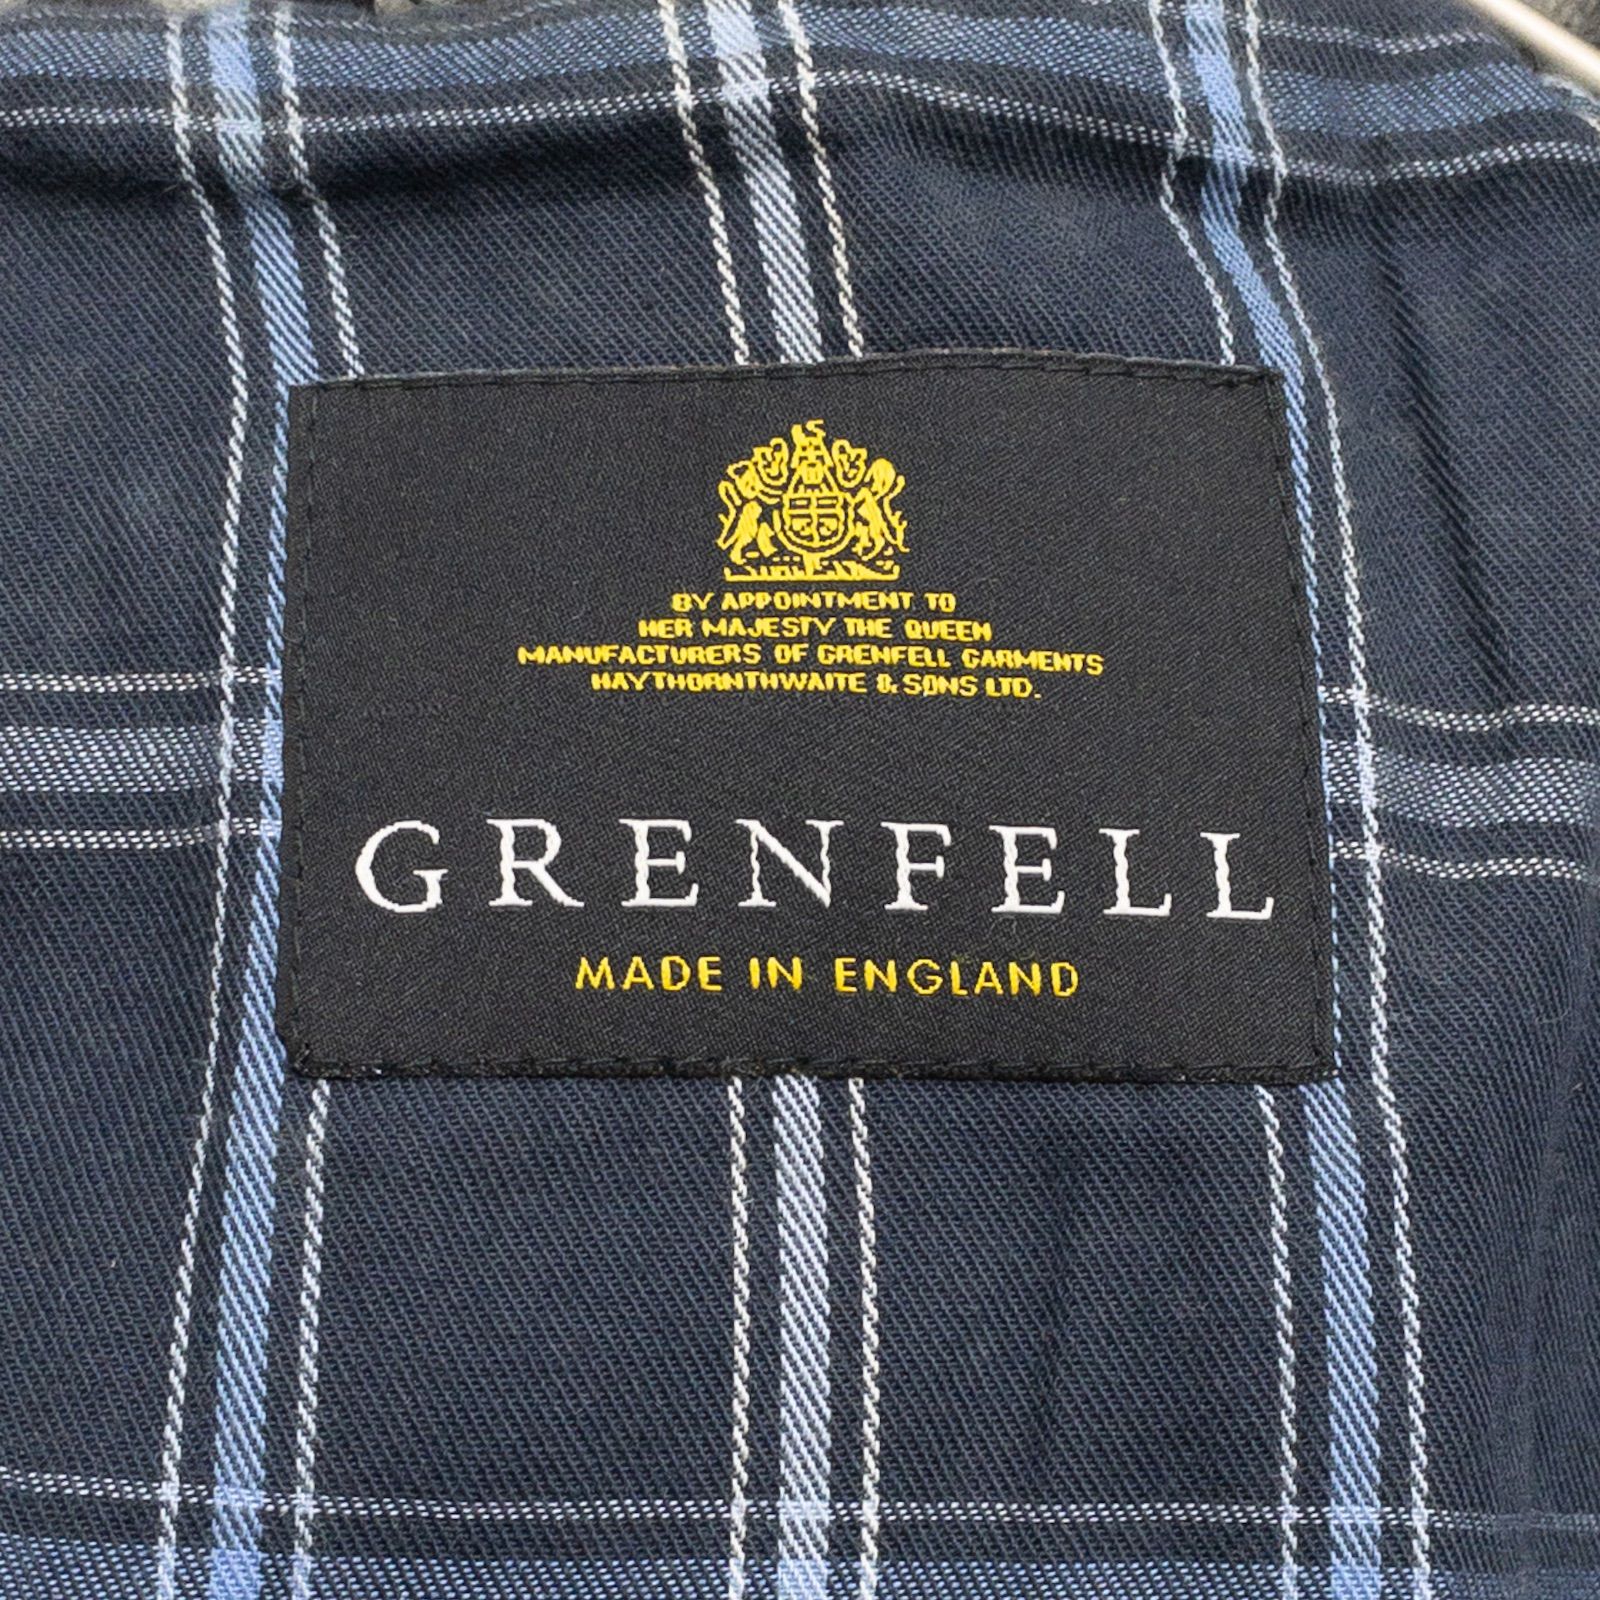 BY APPOINTMENT TO
HER MAJESTY THE QUEEN
MANUFACTURERS OF GRENFELL GARMENTS
HAYTHORNTHWAITE & SONS LTD.
GRENFELL
MADE IN ENGLAND